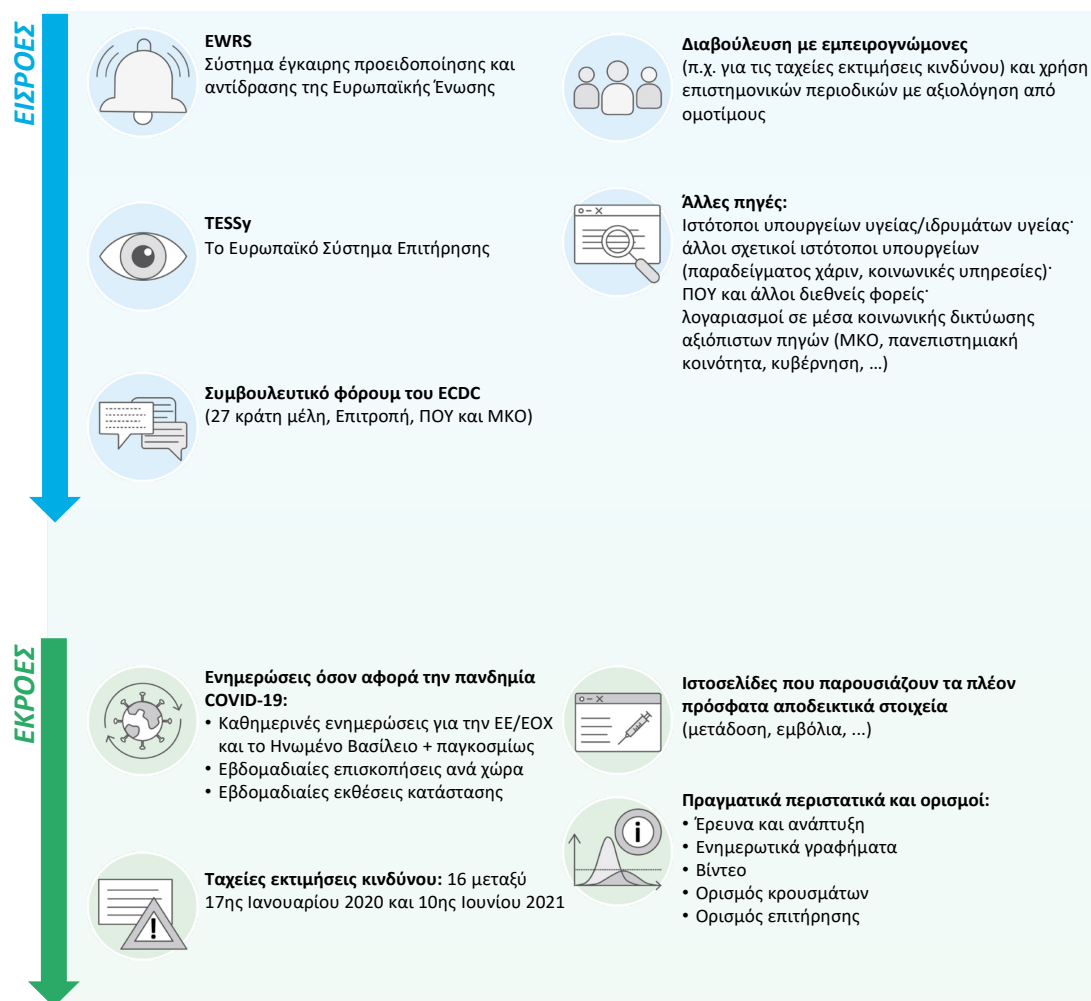 ΕΙΣΡΟΕΣ
EWRS
Σύστημα έγκαιρης προειδοποίησης και
αντίδρασης της Ευρωπαϊκής Ένωσης
TESSy
Το Ευρωπαϊκό Σύστημα Επιτήρησης
Συμβουλευτικό φόρουμ του ECDC
(27 κράτη μέλη, Επιτροπή, ΠΟΥ και ΜΚΟ)
Διαβούλευση με εμπειρογνώμονες
(π.χ. για τις ταχείες εκτιμήσεις κινδύνου) και χρήση
επιστημονικών περιοδικών με αξιολόγηση από
ομοτίμους
Άλλες πηγές:
Ιστότοποι υπουργείων υγείας/ιδρυμάτων υγείας·
άλλοι σχετικοί ιστότοποι υπουργείων
(παραδείγματος χάριν, κοινωνικές υπηρεσίες)·
ΠΟΥ και άλλοι διεθνείς φορείς·
λογαριασμοί σε μέσα κοινωνικής δικτύωσης
αξιόπιστων πηγών (ΜΚΟ, πανεπιστημιακή
κοινότητα, κυβέρνηση, …)
ΕΚΡΟΕΣ
Ενημερώσεις όσον αφορά την πανδημία
COVID-19:
• Καθημερινές ενημερώσεις για την ΕΕ/ΕΟΧ
και το Ηνωμένο Βασίλειο + παγκοσμίως
• Εβδομαδιαίες επισκοπήσεις ανά χώρα
• Εβδομαδιαίες εκθέσεις κατάστασης
Ταχείες εκτιμήσεις κινδύνου: 16 μεταξύ
17ης Ιανουαρίου 2020 και 10ης Ιουνίου 2021
Ιστοσελίδες που παρουσιάζουν τα πλέον
πρόσφατα αποδεικτικά στοιχεία
(μετάδοση, εμβόλια, ...)
Πραγματικά περιστατικά και ορισμοί:
• Έρευνα και ανάπτυξη
• Ενημερωτικά γραφήματα
• Βίντεο
• Ορισμός κρουσμάτων
• Ορισμός επιτήρησης